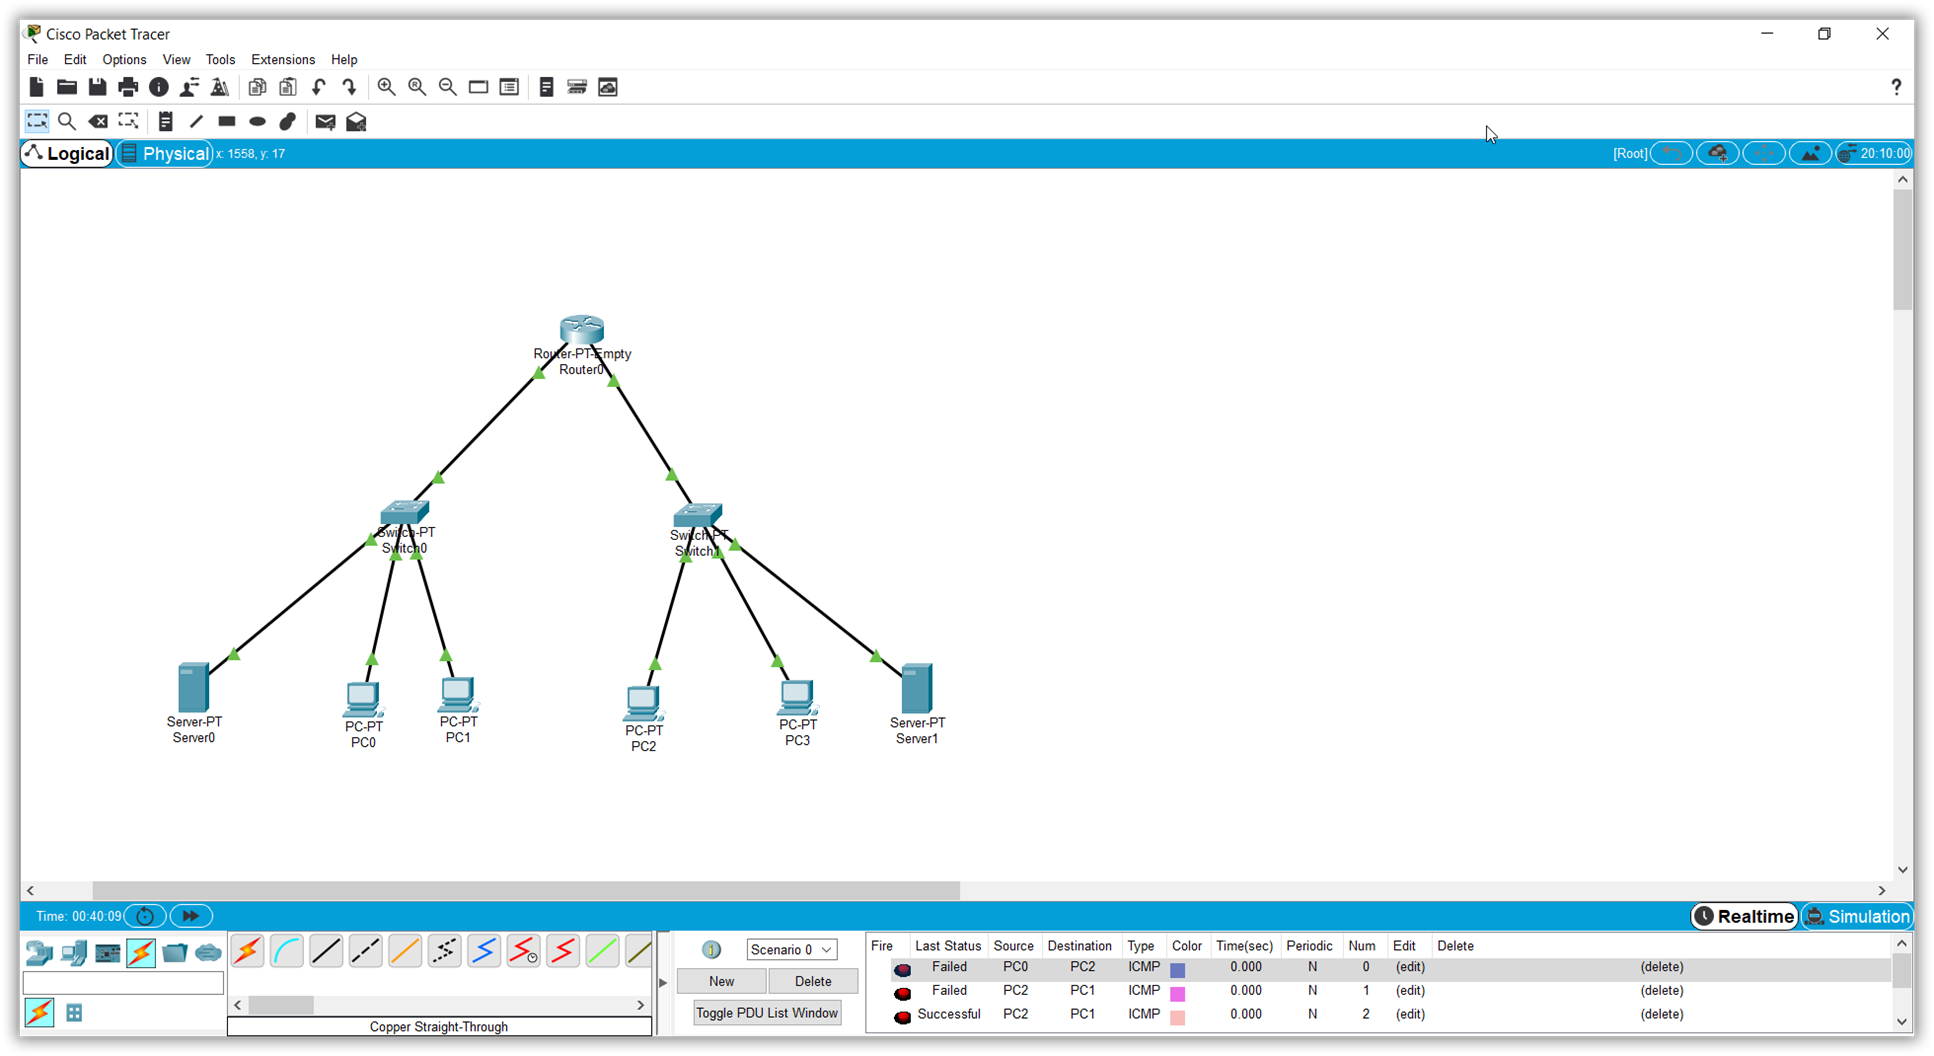 Cisco Packet Tracer
File Edit Options View Tools Extensions Help
?
Logical Physical x: 1558, y: 17 [Root] 20:10:00
Router-PT-Empty
Router0
Switch-PT
Switch0
Switch-PT
Switch1
Server-PT
Server0
PC-PT
PC0
PC-PT
PC1
PC-PT
PC2
PC-PT
PC3
Server-PT
Server1
Time: 00:40:09 Realtime Simulation
Scenario 0
New Delete
Toggle PDU List Window
Copper Straight-Through
Fire Last Status Source Destination Type Color Time(sec) Periodic Num Edit Delete
Failed PC0 PC2 ICMP 0.000 N 0 (edit) (delete)
Failed PC2 PC1 ICMP 0.000 N 1 (edit) (delete)
Successful PC2 PC1 ICMP 0.000 N 2 (edit) (delete)